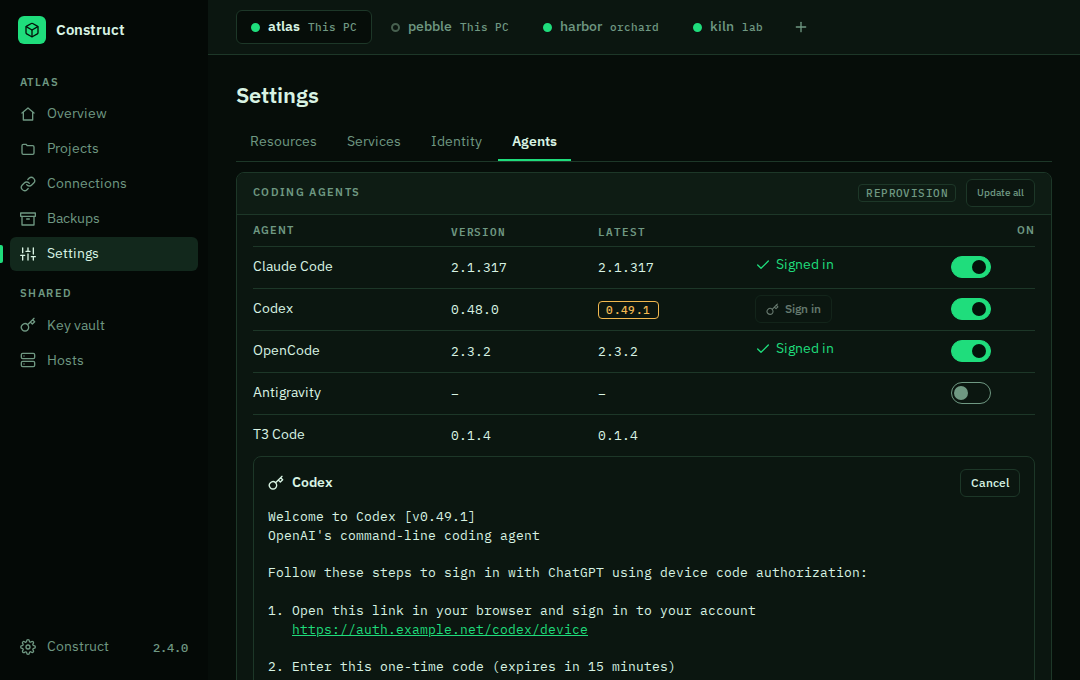 Construct
atlas This PC
pebble This PC
harbor orchard
kiln lab
+
ATLAS
Overview
Projects
Connections
Backups
Settings
SHARED
Key vault
Hosts
Construct 2.4.0
Settings
Resources Services Identity Agents
CODING AGENTS REPROVISION Update all
AGENT VERSION LATEST ON
Claude Code 2.1.317 2.1.317 Signed in
Codex 0.48.0 0.49.1 Sign in
OpenCode 2.3.2 2.3.2 Signed in
Antigravity – –
T3 Code 0.1.4 0.1.4
Codex Cancel
Welcome to Codex [v0.49.1]
OpenAI's command-line coding agent
Follow these steps to sign in with ChatGPT using device code authorization:
1. Open this link in your browser and sign in to your account
https://auth.example.net/codex/device
2. Enter this one-time code (expires in 15 minutes)